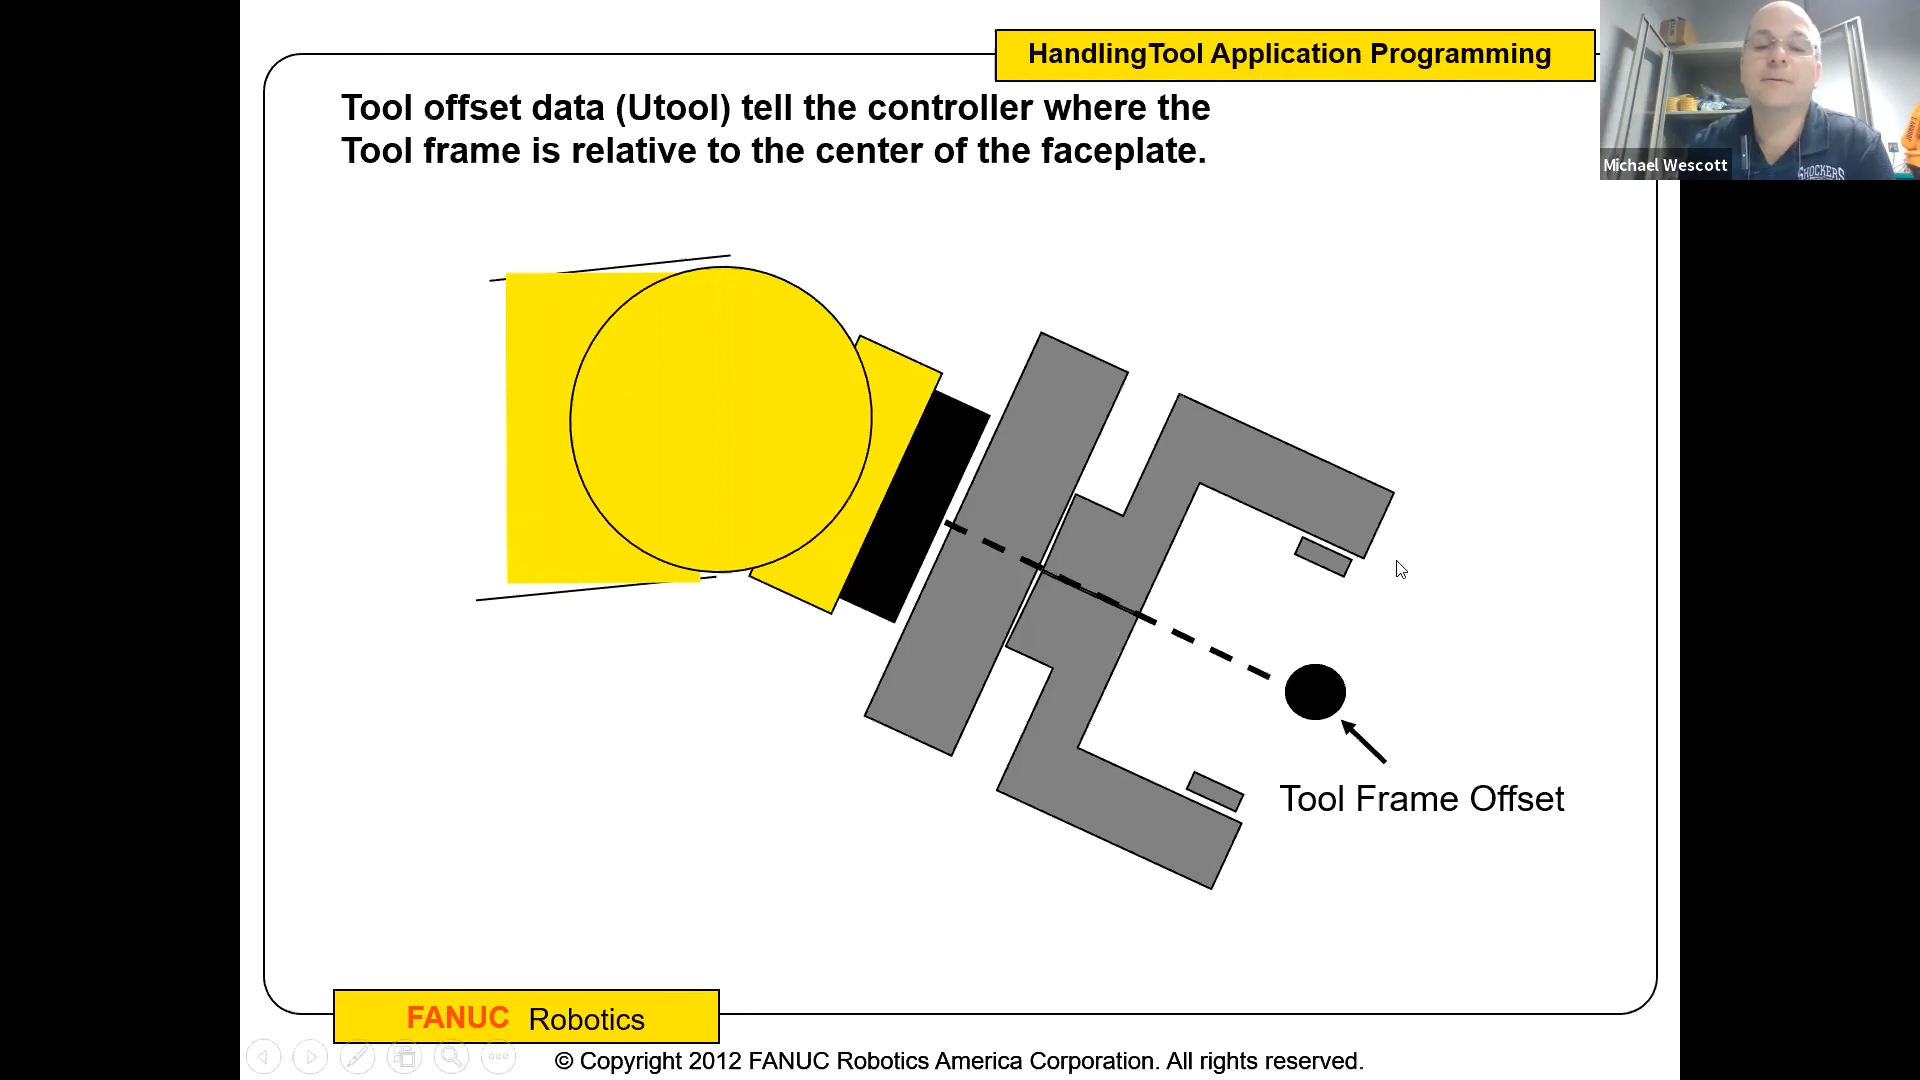 HandlingTool Application Programming
Tool offset data (Utool) tell the controller where the
Tool frame is relative to the center of the faceplate.
Michael Wescott
SHOCKERS
Tool Frame Offset
FANUC Robotics
© Copyright 2012 FANUC Robotics America Corporation. All rights reserved.